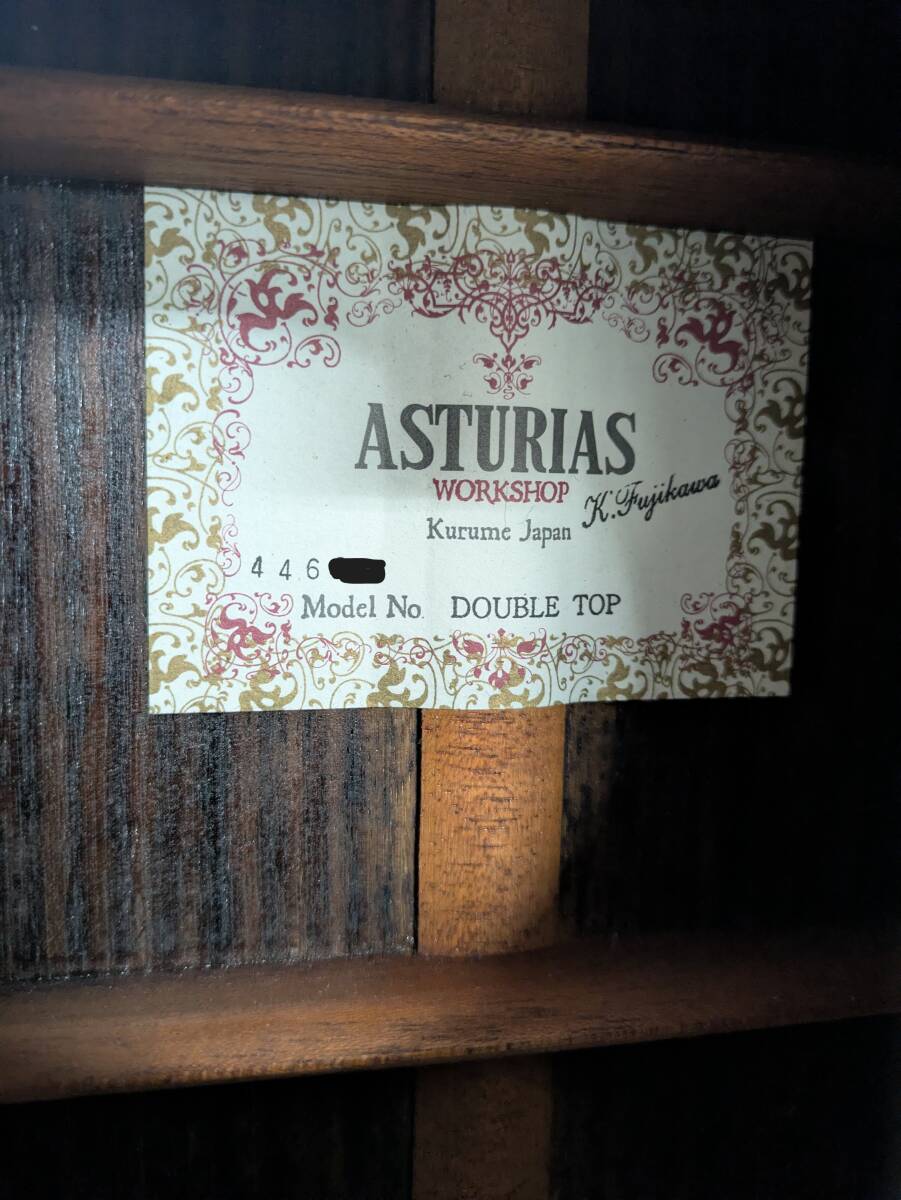 ASTURIAS
WORKSHOP
K. Fujikawa
Kurume Japan
446
Model No. DOUBLE TOP